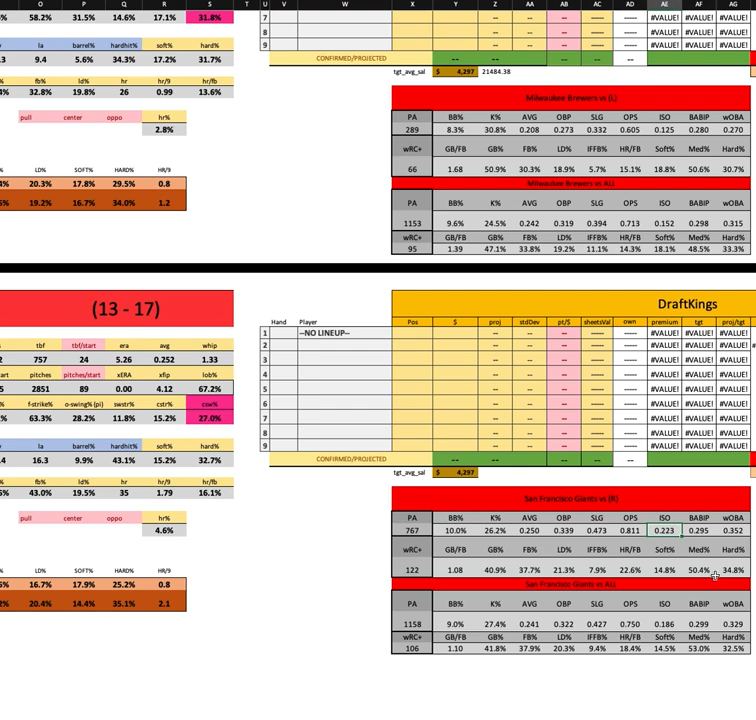 O P Q R S T U V W X Y Z AA AB AC AD AE AF AG
58.2% 31.5% 14.6% 17.1% 31.8% 7 -- -- -- ----- ---- #VALUE! #VALUE! #VALUE!
8 -- -- -- ----- ---- #VALUE! #VALUE! #VALUE!
la barrel% hardhit% soft% hard% 9 -- -- -- ----- ---- #VALUE! #VALUE! #VALUE!
9.4 5.6% 34.3% 17.2% 31.7% CONFIRMED/PROJECTED -- -- -- -- --
tgt_avg_sal $ 4,297 21484.38
fb% ld% hr hr/9 hr/fb
32.8% 19.8% 26 0.99 13.6%
Milwaukee Brewers vs (L)
pull center oppo hr% PA BB% K% AVG OBP SLG OPS ISO BABIP wOBA
2.8% 289 8.3% 30.8% 0.208 0.273 0.332 0.605 0.125 0.280 0.270
wRC+ GB/FB GB% FB% LD% IFFB% HR/FB Soft% Med% Hard%
LD% SOFT% HARD% HR/9 66 1.68 50.9% 30.3% 18.9% 5.7% 15.1% 18.8% 50.6% 30.7%
20.3% 17.8% 29.5% 0.8 Milwaukee Brewers vs ALL
19.2% 16.7% 34.0% 1.2 PA BB% K% AVG OBP SLG OPS ISO BABIP wOBA
1153 9.6% 24.5% 0.242 0.319 0.394 0.713 0.152 0.298 0.315
wRC+ GB/FB GB% FB% LD% IFFB% HR/FB Soft% Med% Hard%
95 1.39 47.1% 33.8% 19.2% 11.1% 14.3% 18.1% 48.5% 33.3%
(13 - 17) DraftKings
Hand Player Pos $ proj stdDev pt/$ sheetsVal own premium tgt proj/tgt
1 --NO LINEUP-- -- -- -- ----- ---- #VALUE! #VALUE! #VALUE!
tbf tbf/start era avg whip 2 -- -- -- ----- ---- #VALUE! #VALUE! #VALUE!
757 24 5.26 0.252 1.33 3 -- -- -- ----- ---- #VALUE! #VALUE! #VALUE!
pitches pitches/start xERA xfip lob% 4 -- -- -- ----- ---- #VALUE! #VALUE! #VALUE!
2851 89 0.00 4.12 67.2% 5 -- -- -- ----- ---- #VALUE! #VALUE! #VALUE!
f-strike% o-swing% (pi) swstr% cstr% csw% 6 -- -- -- ----- ---- #VALUE! #VALUE! #VALUE!
63.3% 28.2% 11.8% 15.2% 27.0% 7 -- -- -- ----- ---- #VALUE! #VALUE! #VALUE!
8 -- -- -- ----- ---- #VALUE! #VALUE! #VALUE!
la barrel% hardhit% soft% hard% 9 -- -- -- ----- ---- #VALUE! #VALUE! #VALUE!
16.3 9.9% 43.1% 15.2% 32.7% CONFIRMED/PROJECTED -- -- -- -- --
tgt_avg_sal $ 4,297
fb% ld% hr hr/9 hr/fb
43.0% 19.5% 35 1.79 16.1%
San Francisco Giants vs (R)
pull center oppo hr% PA BB% K% AVG OBP SLG OPS ISO BABIP wOBA
4.6% 767 10.0% 26.2% 0.250 0.339 0.473 0.811 0.223 0.295 0.352
wRC+ GB/FB GB% FB% LD% IFFB% HR/FB Soft% Med% Hard%
LD% SOFT% HARD% HR/9 122 1.08 40.9% 37.7% 21.3% 7.9% 22.6% 14.8% 50.4% 34.8%
16.7% 17.9% 25.2% 0.8 San Francisco Giants vs ALL
20.4% 14.4% 35.1% 2.1 PA BB% K% AVG OBP SLG OPS ISO BABIP wOBA
1158 9.0% 27.4% 0.241 0.322 0.427 0.750 0.186 0.299 0.329
wRC+ GB/FB GB% FB% LD% IFFB% HR/FB Soft% Med% Hard%
106 1.10 41.8% 37.9% 20.3% 9.4% 18.4% 14.5% 53.0% 32.5%